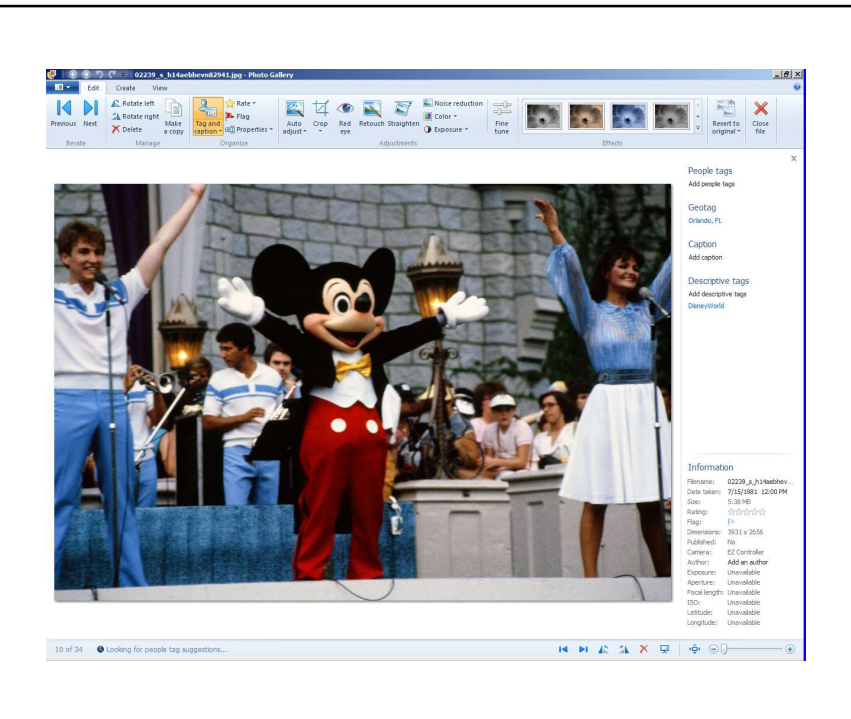 02239_s_h14aebhevn82941.jpg - Photo Gallery
Edit Create View
Previous Next
Rotate left
Rotate right
Delete
Make a copy
Tag and caption
Rate
Flag
Properties
Auto adjust
Crop
Red eye
Retouch
Straighten
Noise reduction
Color
Exposure
Fine tune
Revert to original
Close file
Iterate Manage Organize Adjustments Effects
People tags
Add people tags
Geotag
Orlando, FL
Caption
Add caption
Descriptive tags
Add descriptive tags
DisneyWorld
Information
Filename: 02239_s_h14aebhev...
Date taken: 7/15/1981 12:00 PM
Size: 5.38 MB
Rating:
Flag:
Dimensions: 3931 x 2656
Published: No
Camera: EZ Controller
Author: Add an author
Exposure: Unavailable
Aperture: Unavailable
Focal length: Unavailable
ISO: Unavailable
Latitude: Unavailable
Longitude: Unavailable
10 of 34 Looking for people tag suggestions...